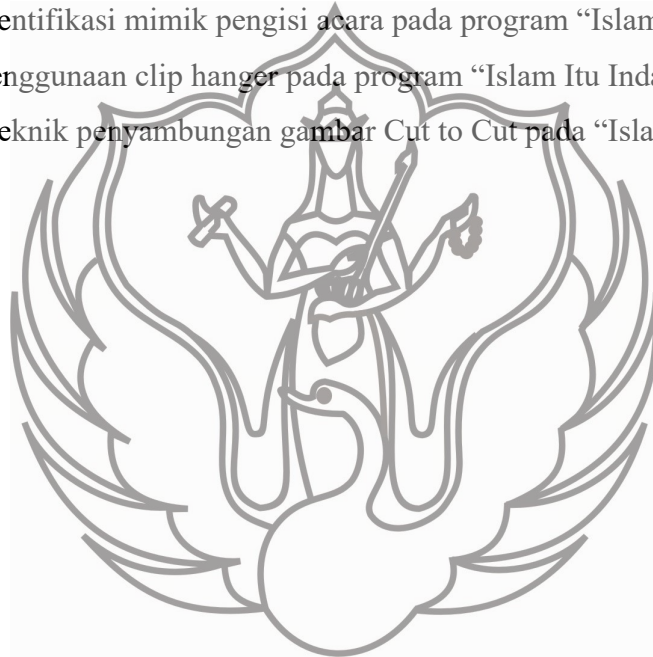 entifikasi mimik pengisi acara pada program “Islam
enggunaan clip hanger pada program “Islam Itu Inda
eknik penyambungan gambar Cut to Cut pada “Isla